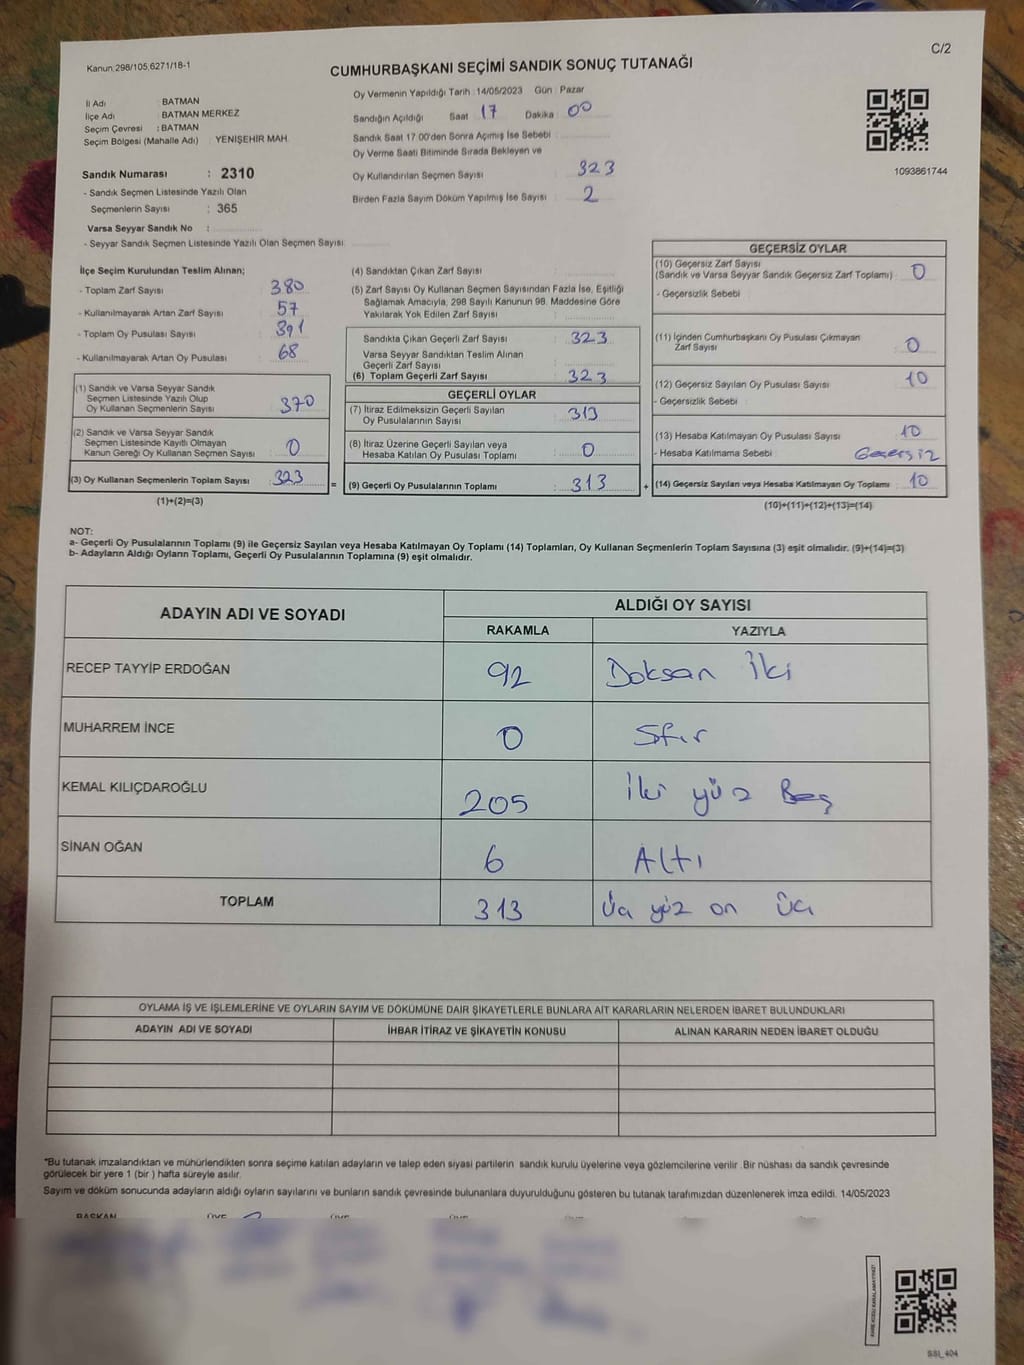 C/2
Kanun.298/105,6271/18-1
CUMHURBAŞKANI SEÇİMİ SANDIK SONUÇ TUTANAĞI
İl Adı : BATMAN
İlçe Adı : BATMAN MERKEZ
Seçim Çevresi : BATMAN
Seçim Bölgesi (Mahalle Adı) : YENIŞEHİR MAH.
Sandık Numarası : 2310
- Sandık Seçmen Listesinde Yazılı Olan
Seçmenlerin Sayısı : 365
Varsa Seyyar Sandık No :
- Seyyar Sandık Seçmen Listesinde Yazılı Olan Seçmen Sayısı:
Oy Vermenin Yapıldığı Tarih : 14/05/2023 Gün : Pazar
Sandığın Açıldığı Saat 17 Dakika : 00
Sandık Saat 17:00'den Sonra Açılmış İse Sebebi :
Oy Verme Saati Bitiminde Sırada Bekleyen ve
Oy Kullandırılan Seçmen Sayısı 323
Birden Fazla Sayım Döküm Yapılmış İse Sayısı : 2
1093861744
İlçe Seçim Kurulundan Teslim Alınan;
- Toplam Zarf Sayısı : 380
- Kullanılmayarak Artan Zarf Sayısı : 57
- Toplam Oy Pusulası Sayısı : 391
- Kullanılmayarak Artan Oy Pusulası : 68
(1) Sandık ve Varsa Seyyar Sandık
Seçmen Listesinde Yazılı Olup
Oy Kullanan Seçmenlerin Sayısı : 370
(2) Sandık ve Varsa Seyyar Sandık
Seçmen Listesinde Kayıtlı Olmayan
Kanun Gereği Oy Kullanan Seçmen Sayısı : 0
(3) Oy Kullanan Seçmenlerin Toplam Sayısı : 323
(1)+(2)=(3)
(4) Sandıktan Çıkan Zarf Sayısı :
(5) Zarf Sayısı Oy Kullanan Seçmen Sayısından Fazla İse, Eşitliği
Sağlamak Amacıyla, 298 Sayılı Kanunun 98. Maddesine Göre
Yakılarak Yok Edilen Zarf Sayısı :
Sandıkta Çıkan Geçerli Zarf Sayısı : 323
Varsa Seyyar Sandıktan Teslim Alınan
Geçerli Zarf Sayısı :
(6) Toplam Geçerli Zarf Sayısı : 323
GEÇERLİ OYLAR
(7) İtiraz Edilmeksizin Geçerli Sayılan
Oy Pusulalarının Sayısı : 313
(8) İtiraz Üzerine Geçerli Sayılan veya
Hesaba Katılan Oy Pusulası Toplamı : 0
= (9) Geçerli Oy Pusulalarının Toplamı : 313
GEÇERSİZ OYLAR
(10) Geçersiz Zarf Sayısı
(Sandık ve Varsa Seyyar Sandık Geçersiz Zarf Toplamı) : 0
- Geçersizlik Sebebi :
(11) İçinden Cumhurbaşkanı Oy Pusulası Çıkmayan
Zarf Sayısı : 0
(12) Geçersiz Sayılan Oy Pusulası Sayısı : 10
- Geçersizlik Sebebi :
(13) Hesaba Katılmayan Oy Pusulası Sayısı : 10
- Hesaba Katılmama Sebebi : Geçersiz
+ (14) Geçersiz Sayılan veya Hesaba Katılmayan Oy Toplamı : 10
(10)+(11)+(12)+(13)=(14)
NOT:
a- Geçerli Oy Pusulalarının Toplamı (9) ile Geçersiz Sayılan veya Hesaba Katılmayan Oy Toplamı (14) Toplamları, Oy Kullanan Seçmenlerin Toplam Sayısına (3) eşit olmalıdır. (9)+(14)=(3)
b- Adayların Aldığı Oyların Toplamı, Geçerli Oy Pusulalarının Toplamına (9) eşit olmalıdır.
ADAYIN ADI VE SOYADI ALDIĞI OY SAYISI
RAKAMLA YAZIYLA
RECEP TAYYİP ERDOĞAN 92 Doksan İki
MUHARREM İNCE 0 Sıfır
KEMAL KILIÇDAROĞLU 205 İki yüz Beş
SİNAN OĞAN 6 Altı
TOPLAM 313 Üç yüz on Üç
OYLAMA İŞ VE İŞLEMLERİNE VE OYLARIN SAYIM VE DÖKÜMÜNE DAİR ŞİKAYETLERLE BUNLARA AİT KARARLARIN NELERDEN İBARET BULUNDUKLARI
ADAYIN ADI VE SOYADI İHBAR İTİRAZ VE ŞİKAYETİN KONUSU ALINAN KARARIN NEDEN İBARET OLDUĞU
*Bu tutanak imzalandıktan ve mühürlendikten sonra seçime katılan adayların ve talep eden siyasi partilerin sandık kurulu üyelerine veya gözlemcilerine verilir. Bir nüshası da sandık çevresinde
görülecek bir yere 1 (bir) hafta süreyle asılır.
Sayım ve döküm sonucunda adayların aldığı oyların sayılarını ve bunların sandık çevresinde bulunanlara duyurulduğunu gösteren bu tutanak tarafımızdan düzenlenerek imza edildi. 14/05/2023
BAŞKAN ÜYE ÜYE ÜYE ÜYE
SSI_404